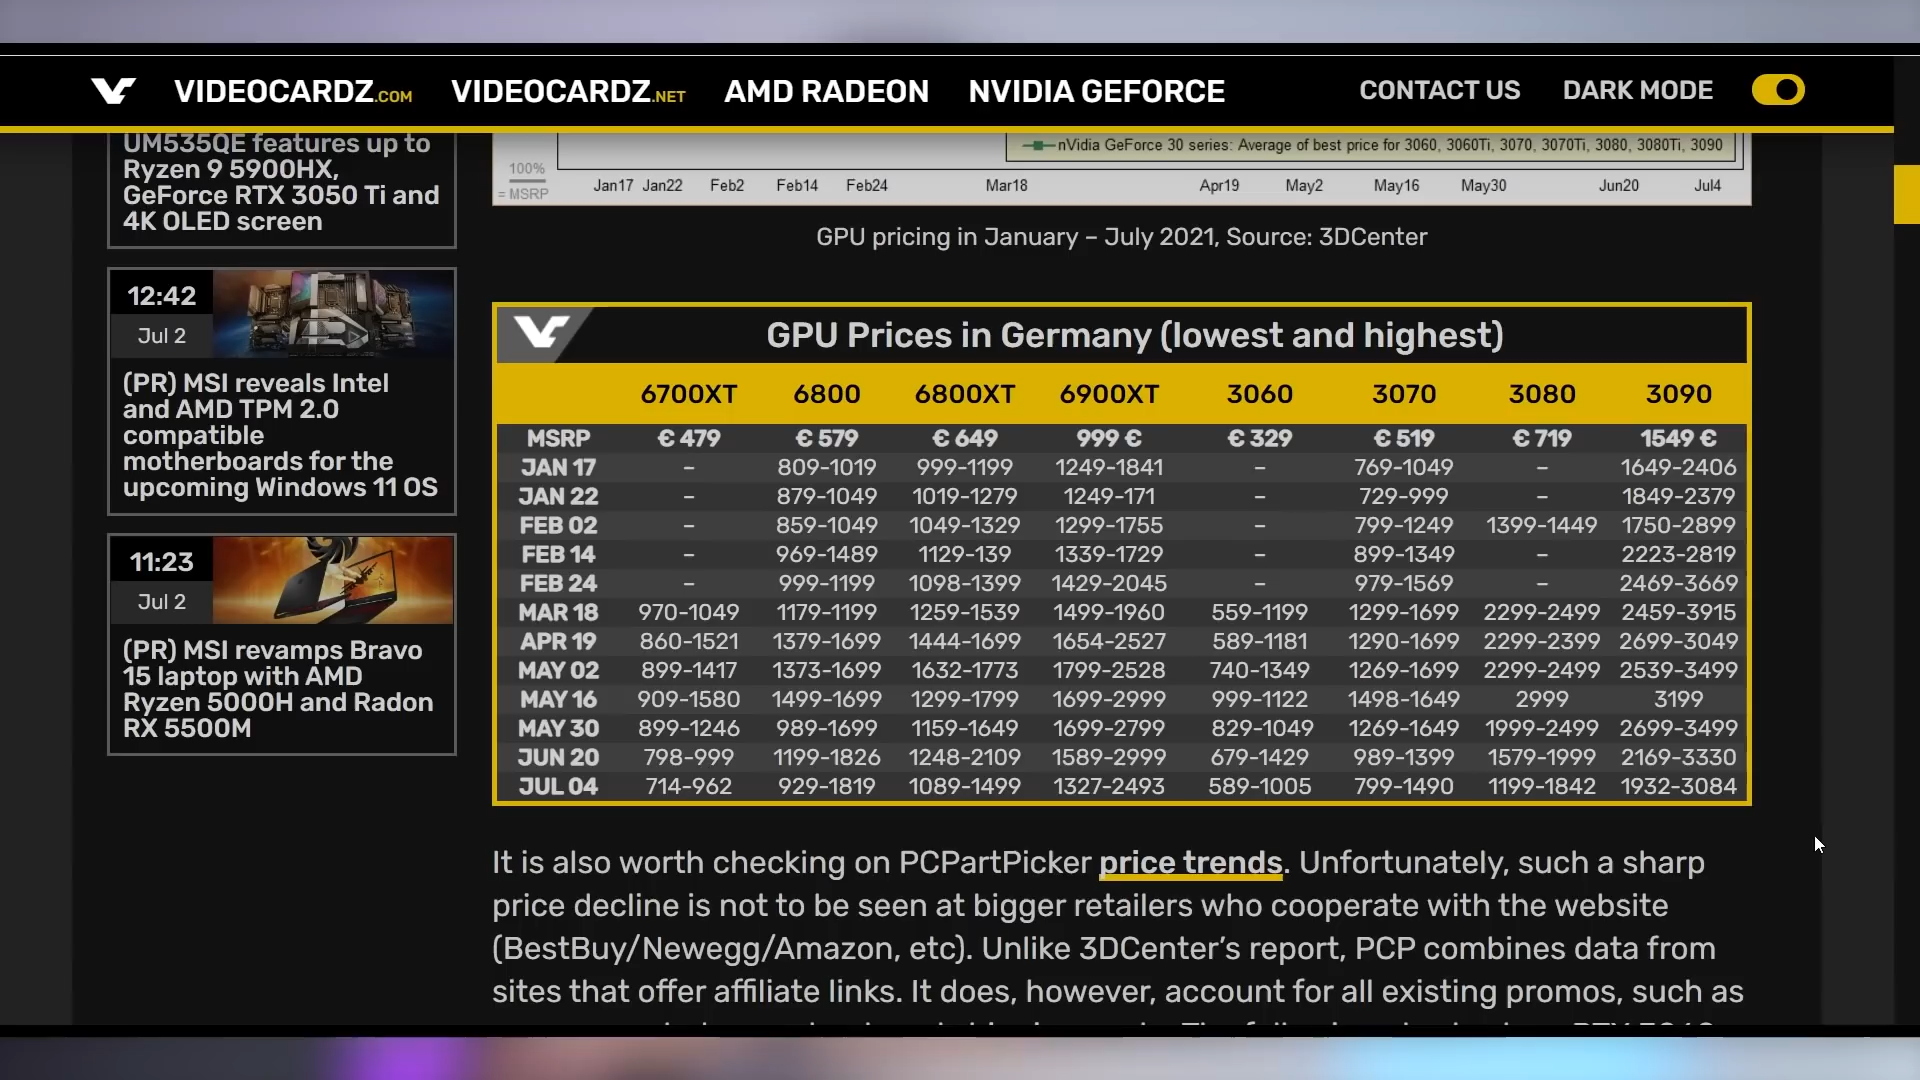 VIDEOCARDZ.COM VIDEOCARDZ.NET AMD RADEON NVIDIA GEFORCE CONTACT US DARK MODE
UM535QE features up to
Ryzen 9 5900HX,
GeForce RTX 3050 Ti and
4K OLED screen
12:42
Jul 2
(PR) MSI reveals Intel
and AMD TPM 2.0
compatible
motherboards for the
upcoming Windows 11 OS
11:23
Jul 2
(PR) MSI revamps Bravo
15 laptop with AMD
Ryzen 5000H and Radon
RX 5500M
nVidia GeForce 30 series: Average of best price for 3060, 3060Ti, 3070, 3070Ti, 3080, 3080Ti, 3090
100%
= MSRP
Jan17 Jan22 Feb2 Feb14 Feb24 Mar18 Apr19 May2 May16 May30 Jun20 Jul4
GPU pricing in January – July 2021, Source: 3DCenter
GPU Prices in Germany (lowest and highest)
6700XT 6800 6800XT 6900XT 3060 3070 3080 3090
MSRP € 479 € 579 € 649 999 € € 329 € 519 € 719 1549 €
JAN 17 – 809-1019 999-1199 1249-1841 – 769-1049 – 1649-2406
JAN 22 – 879-1049 1019-1279 1249-171 – 729-999 – 1849-2379
FEB 02 – 859-1049 1049-1329 1299-1755 – 799-1249 1399-1449 1750-2899
FEB 14 – 969-1489 1129-139 1339-1729 – 899-1349 – 2223-2819
FEB 24 – 999-1199 1098-1399 1429-2045 – 979-1569 – 2469-3669
MAR 18 970-1049 1179-1199 1259-1539 1499-1960 559-1199 1299-1699 2299-2499 2459-3915
APR 19 860-1521 1379-1699 1444-1699 1654-2527 589-1181 1290-1699 2299-2399 2699-3049
MAY 02 899-1417 1373-1699 1632-1773 1799-2528 740-1349 1269-1699 2299-2499 2539-3499
MAY 16 909-1580 1499-1699 1299-1799 1699-2999 999-1122 1498-1649 2999 3199
MAY 30 899-1246 989-1699 1159-1649 1699-2799 829-1049 1269-1649 1999-2499 2699-3499
JUN 20 798-999 1199-1826 1248-2109 1589-2999 679-1429 989-1399 1579-1999 2169-3330
JUL 04 714-962 929-1819 1089-1499 1327-2493 589-1005 799-1490 1199-1842 1932-3084
It is also worth checking on PCPartPicker price trends. Unfortunately, such a sharp
price decline is not to be seen at bigger retailers who cooperate with the website
(BestBuy/Newegg/Amazon, etc). Unlike 3DCenter’s report, PCP combines data from
sites that offer affiliate links. It does, however, account for all existing promos, such as